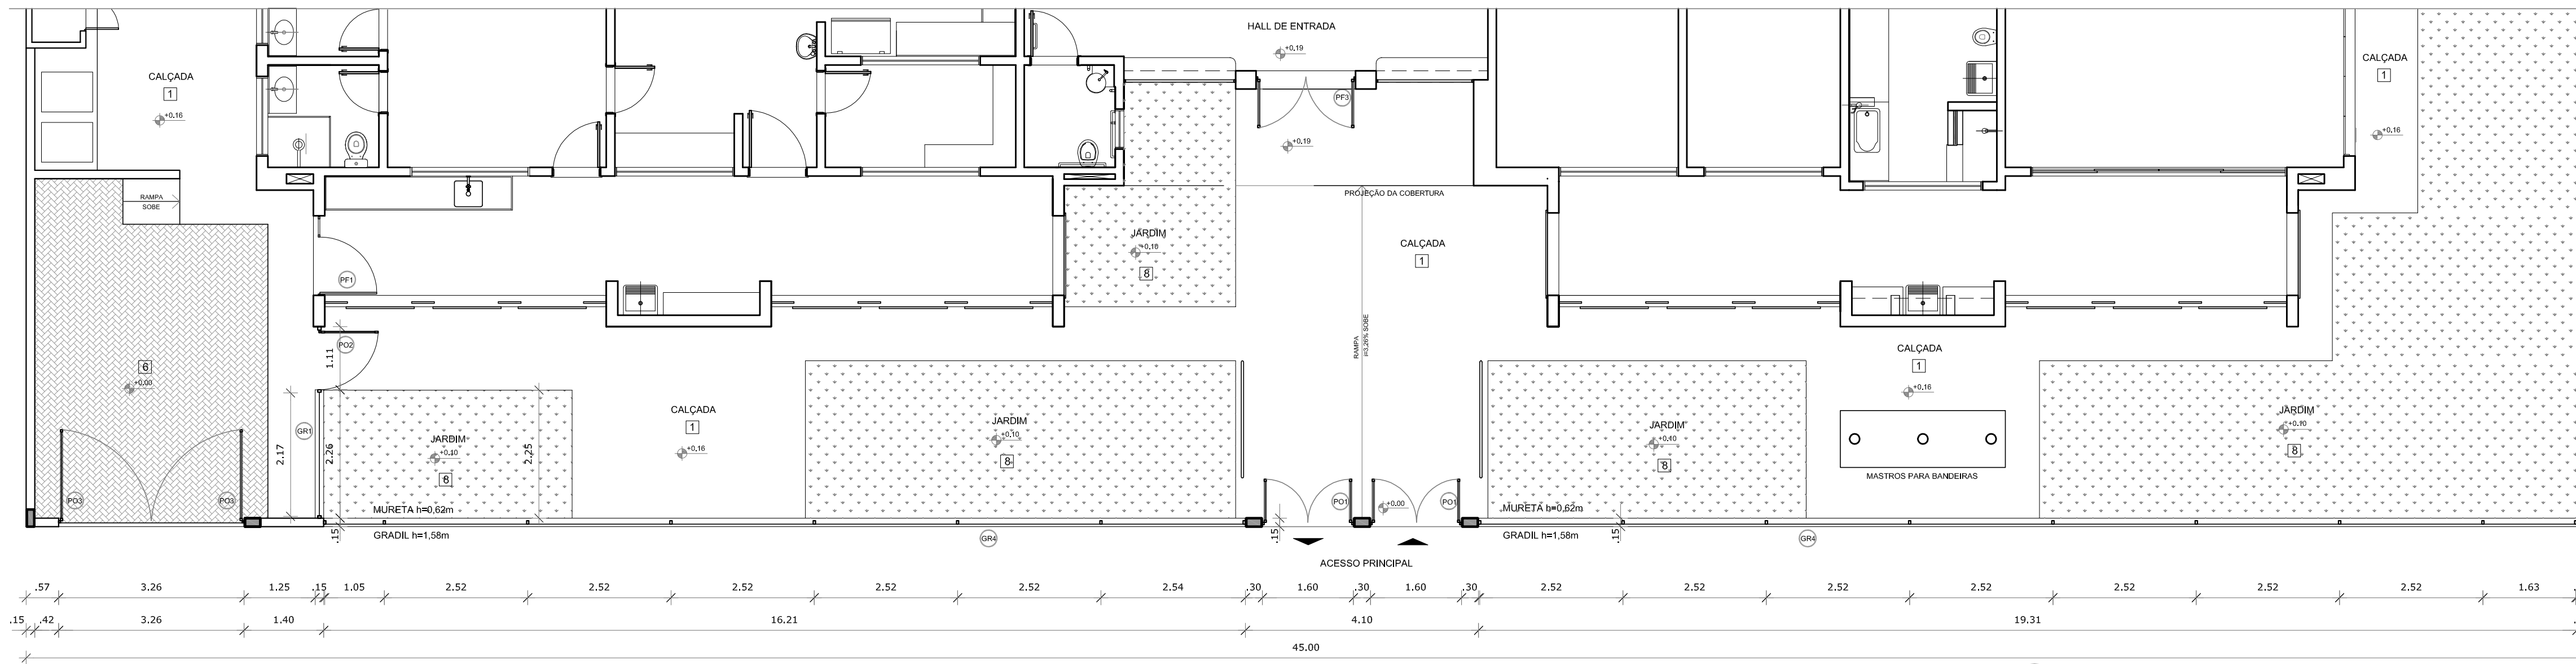 HALL DE ENTRADA
+0.19
CALÇADA
1
+0.16
CALÇADA
1
+0.16
PF3
+0.19
RAMPA
SOBE
PROJEÇÃO DA COBERTURA
JARDIM
+0.18
8
CALÇADA
1
PF1
RAMPA
i=3,26% SOBE
PO2
1.11
6
+0.00
CALÇADA
1
+0.16
GR1
2.17
2.26
2.25
JARDIM
+0.10
8
CALÇADA
1
+0.16
JARDIM
+0.10
8
JARDIM
+0.10
8
MASTROS PARA BANDEIRAS
JARDIM
+0.10
8
PO3
PO3
PO1
+0.00
PO1
MURETA h=0,62m
MURETA h=0,62m
GRADIL h=1,58m
.15
GR4
.15
GRADIL h=1,58m
.15
GR4
ACESSO PRINCIPAL
.57 3.26 1.25 .15 1.05 2.52 2.52 2.52 2.52 2.52 2.54 .30 1.60 .30 1.60 .30 2.52 2.52 2.52 2.52 2.52 2.52 2.52 1.63
.15 .42 3.26 1.40 16.21 4.10 19.31
45.00